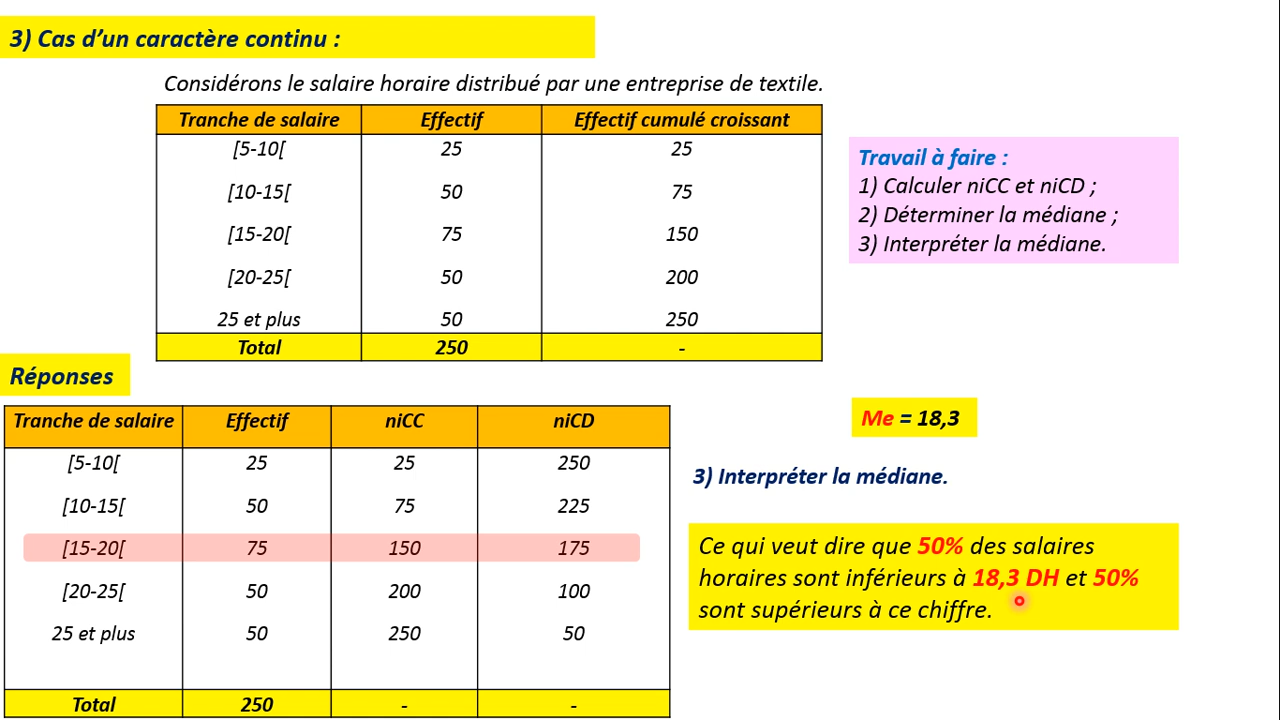 3) Cas d’un caractère continu :
Considérons le salaire horaire distribué par une entreprise de textile.
Tranche de salaire Effectif Effectif cumulé croissant
[5-10[ 25 25
[10-15[ 50 75
[15-20[ 75 150
[20-25[ 50 200
25 et plus 50 250
Total 250 -
Travail à faire :
1) Calculer niCC et niCD ;
2) Déterminer la médiane ;
3) Interpréter la médiane.
Réponses
Tranche de salaire Effectif niCC niCD
[5-10[ 25 25 250
[10-15[ 50 75 225
[15-20[ 75 150 175
[20-25[ 50 200 100
25 et plus 50 250 50
Total 250 - -
Me = 18,3
3) Interpréter la médiane.
Ce qui veut dire que 50% des salaires
horaires sont inférieurs à 18,3 DH et 50%
sont supérieurs à ce chiffre.